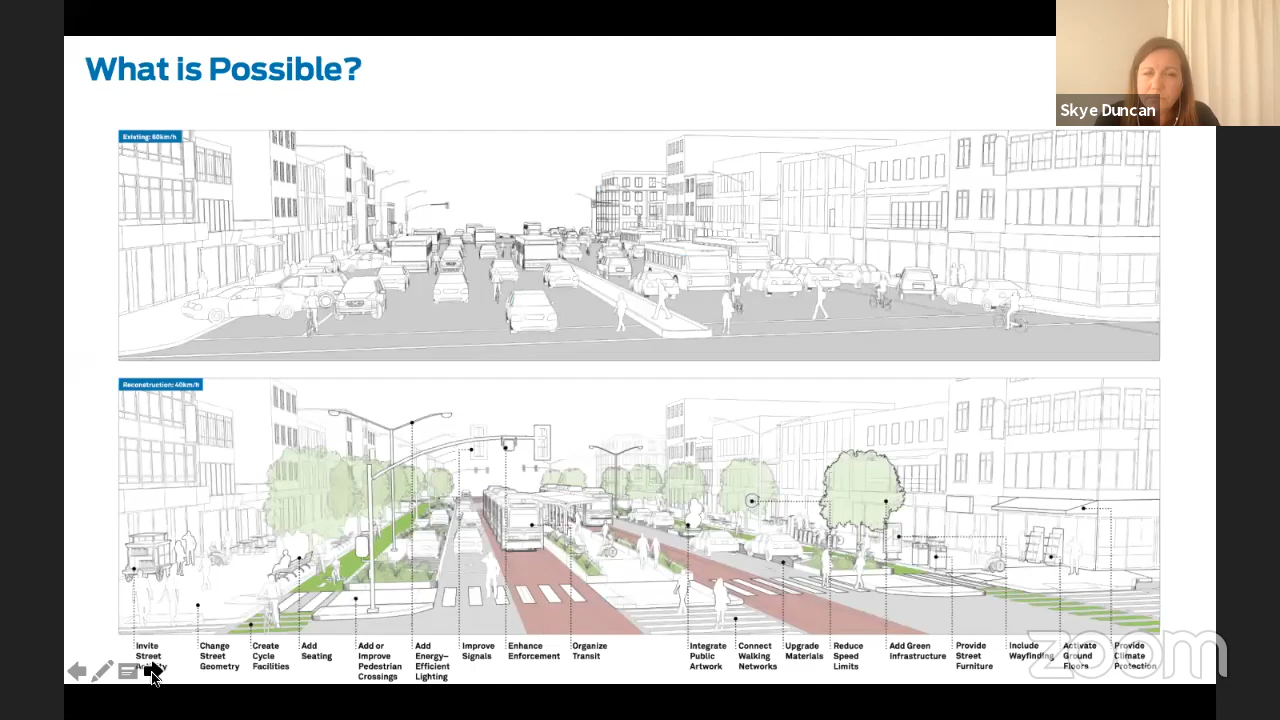 What is Possible?
Skye Duncan
Existing: 60km/h
Reconstruction: 40km/h
Invite
Street
Change
Street
Geometry
Create
Cycle
Facilities
Add
Seating
Add or
Improve
Pedestrian
Crossings
Add
Energy–
Efficient
Lighting
Improve
Signals
Enhance
Enforcement
Organize
Transit
Integrate
Public
Artwork
Connect
Walking
Networks
Upgrade
Materials
Reduce
Speed
Limits
Add Green
Infrastructure
Provide
Street
Furniture
Include
Wayfinding
Activate
Ground
Floors
Provide
Climate
Protection
zoom